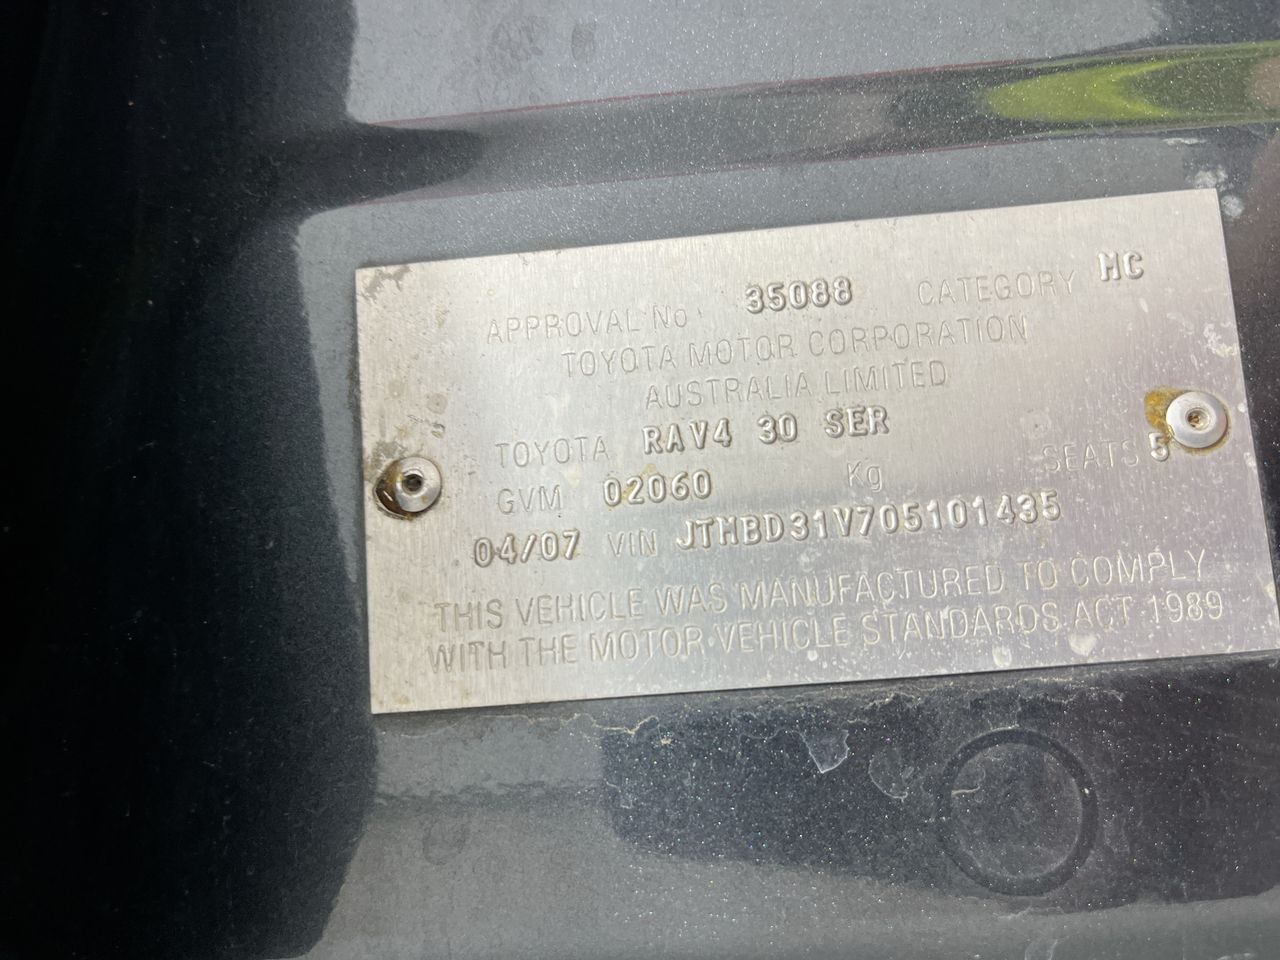 APPROVAL No 35088 CATEGORY MC
TOYOTA MOTOR CORPORATION
AUSTRALIA LIMITED
TOYOTA RAV4 30 SER
GVM 02060 Kg SEATS 5
04/07 VIN JTMBD31V705101435
THIS VEHICLE WAS MANUFACTURED TO COMPLY
WITH THE MOTOR VEHICLE STANDARDS ACT 1989